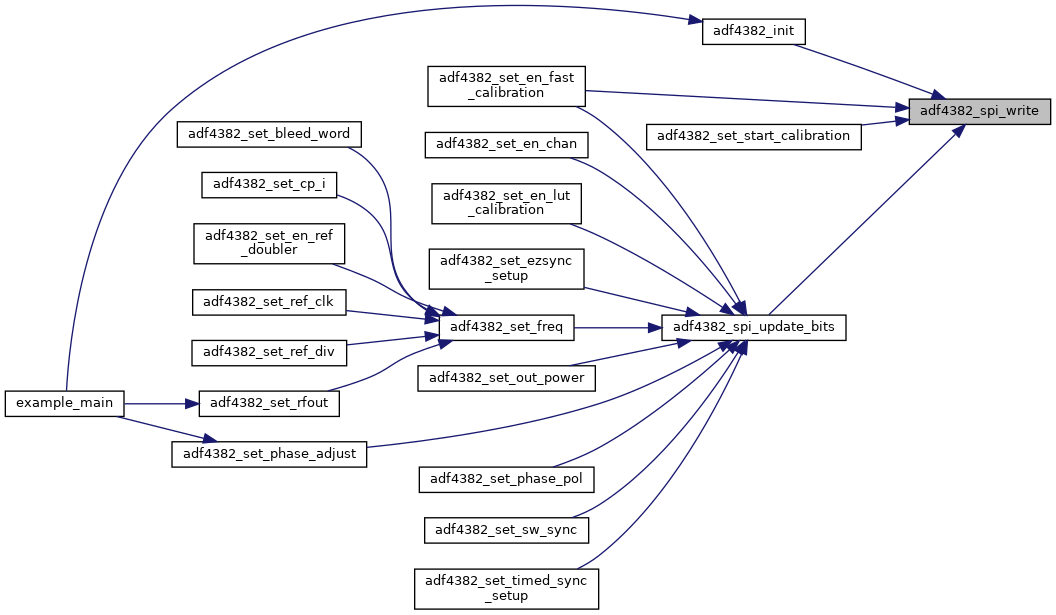 adf4382_init
adf4382_set_en_fast
_calibration
adf4382_spi_write
adf4382_set_bleed_word
adf4382_set_start_calibration
adf4382_set_en_chan
adf4382_set_cp_i
adf4382_set_en_lut
_calibration
adf4382_set_en_ref
_doubler
adf4382_set_ezsync
_setup
adf4382_set_ref_clk
adf4382_set_freq
adf4382_spi_update_bits
adf4382_set_ref_div
adf4382_set_out_power
example_main
adf4382_set_rfout
adf4382_set_phase_adjust
adf4382_set_phase_pol
adf4382_set_sw_sync
adf4382_set_timed_sync
_setup